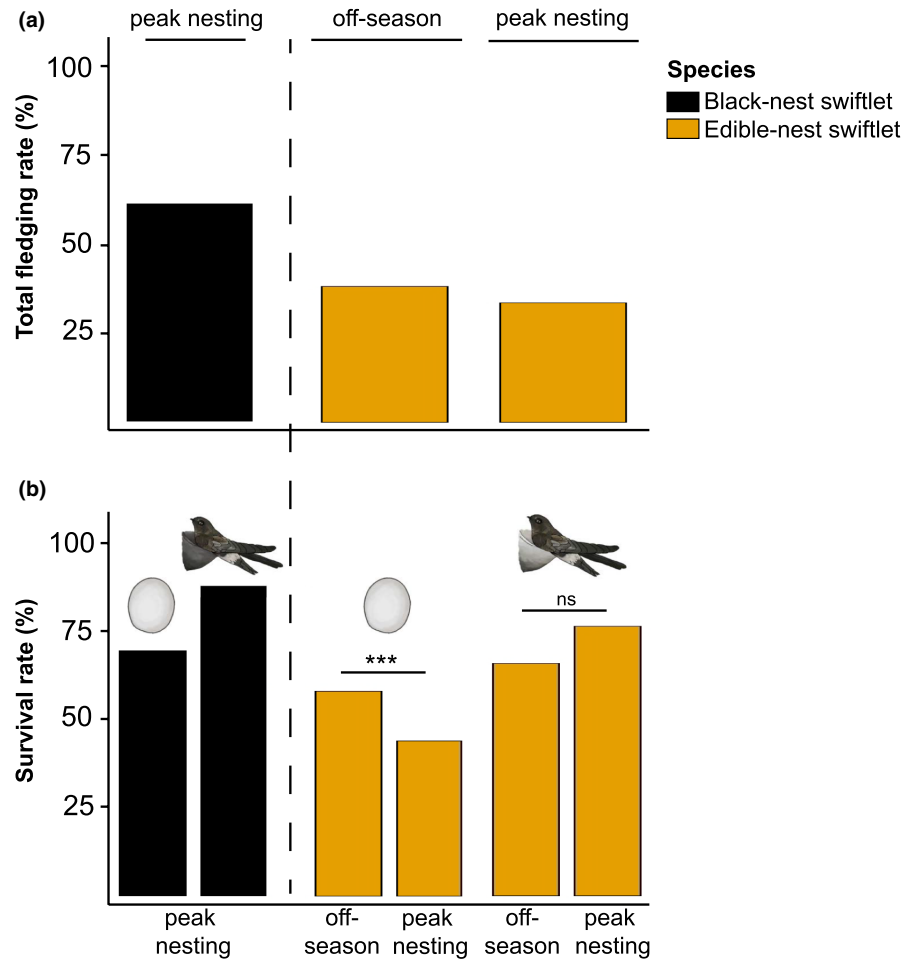 (a)
peak nesting
off-season
peak nesting
Total fledging rate (%)
100
75
50
25
Species
Black-nest swiftlet
Edible-nest swiftlet
(b)
Survival rate (%)
100
75
50
25
***
ns
peak
nesting
off-
season
peak
nesting
off-
season
peak
nesting